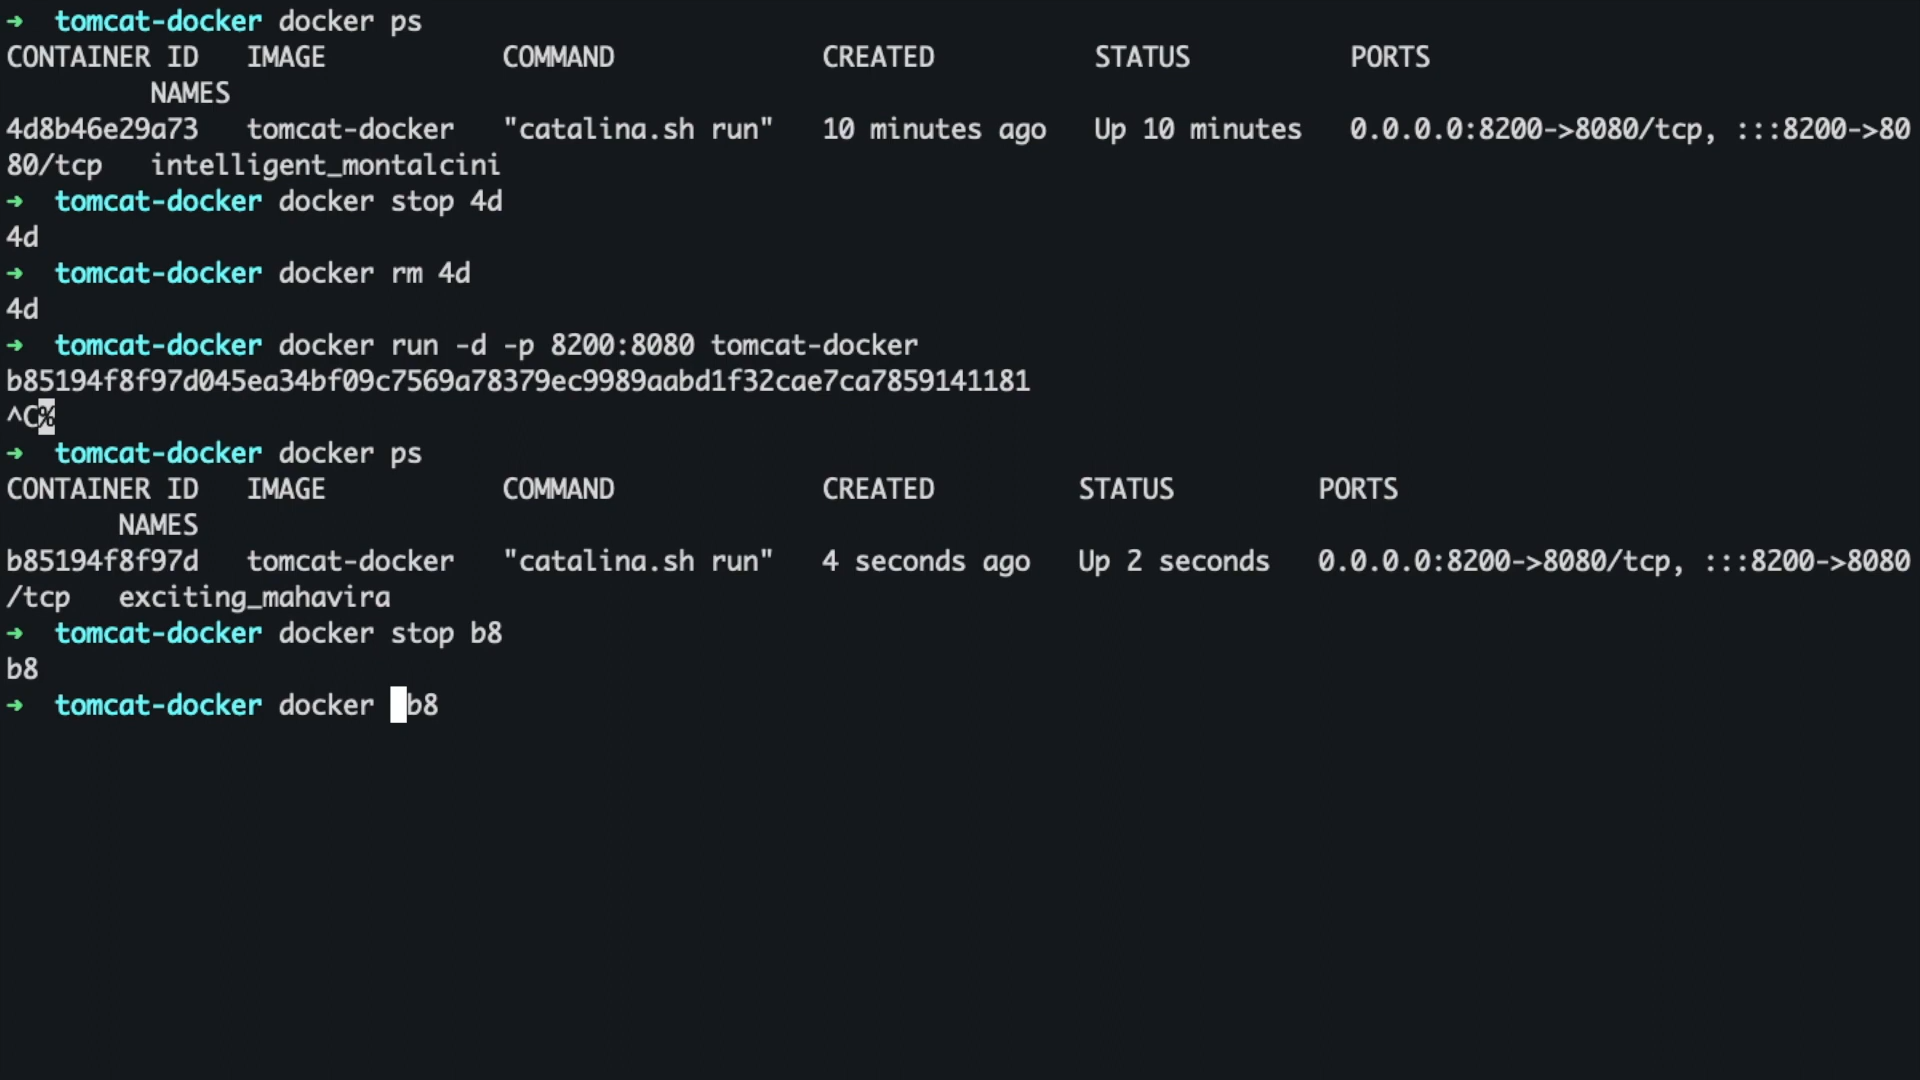 ➜  tomcat-docker docker ps
CONTAINER ID   IMAGE           COMMAND             CREATED          STATUS          PORTS
         NAMES
4d8b46e29a73   tomcat-docker   "catalina.sh run"   10 minutes ago   Up 10 minutes   0.0.0.0:8200->8080/tcp, :::8200->80
80/tcp   intelligent_montalcini
➜  tomcat-docker docker stop 4d
4d
➜  tomcat-docker docker rm 4d
4d
➜  tomcat-docker docker run -d -p 8200:8080 tomcat-docker
b85194f8f97d045ea34bf09c7569a78379ec9989aabd1f32cae7ca7859141181
^C%
➜  tomcat-docker docker ps
CONTAINER ID   IMAGE           COMMAND             CREATED         STATUS         PORTS
       NAMES
b85194f8f97d   tomcat-docker   "catalina.sh run"   4 seconds ago   Up 2 seconds   0.0.0.0:8200->8080/tcp, :::8200->8080
/tcp   exciting_mahavira
➜  tomcat-docker docker stop b8
b8
➜  tomcat-docker docker  b8